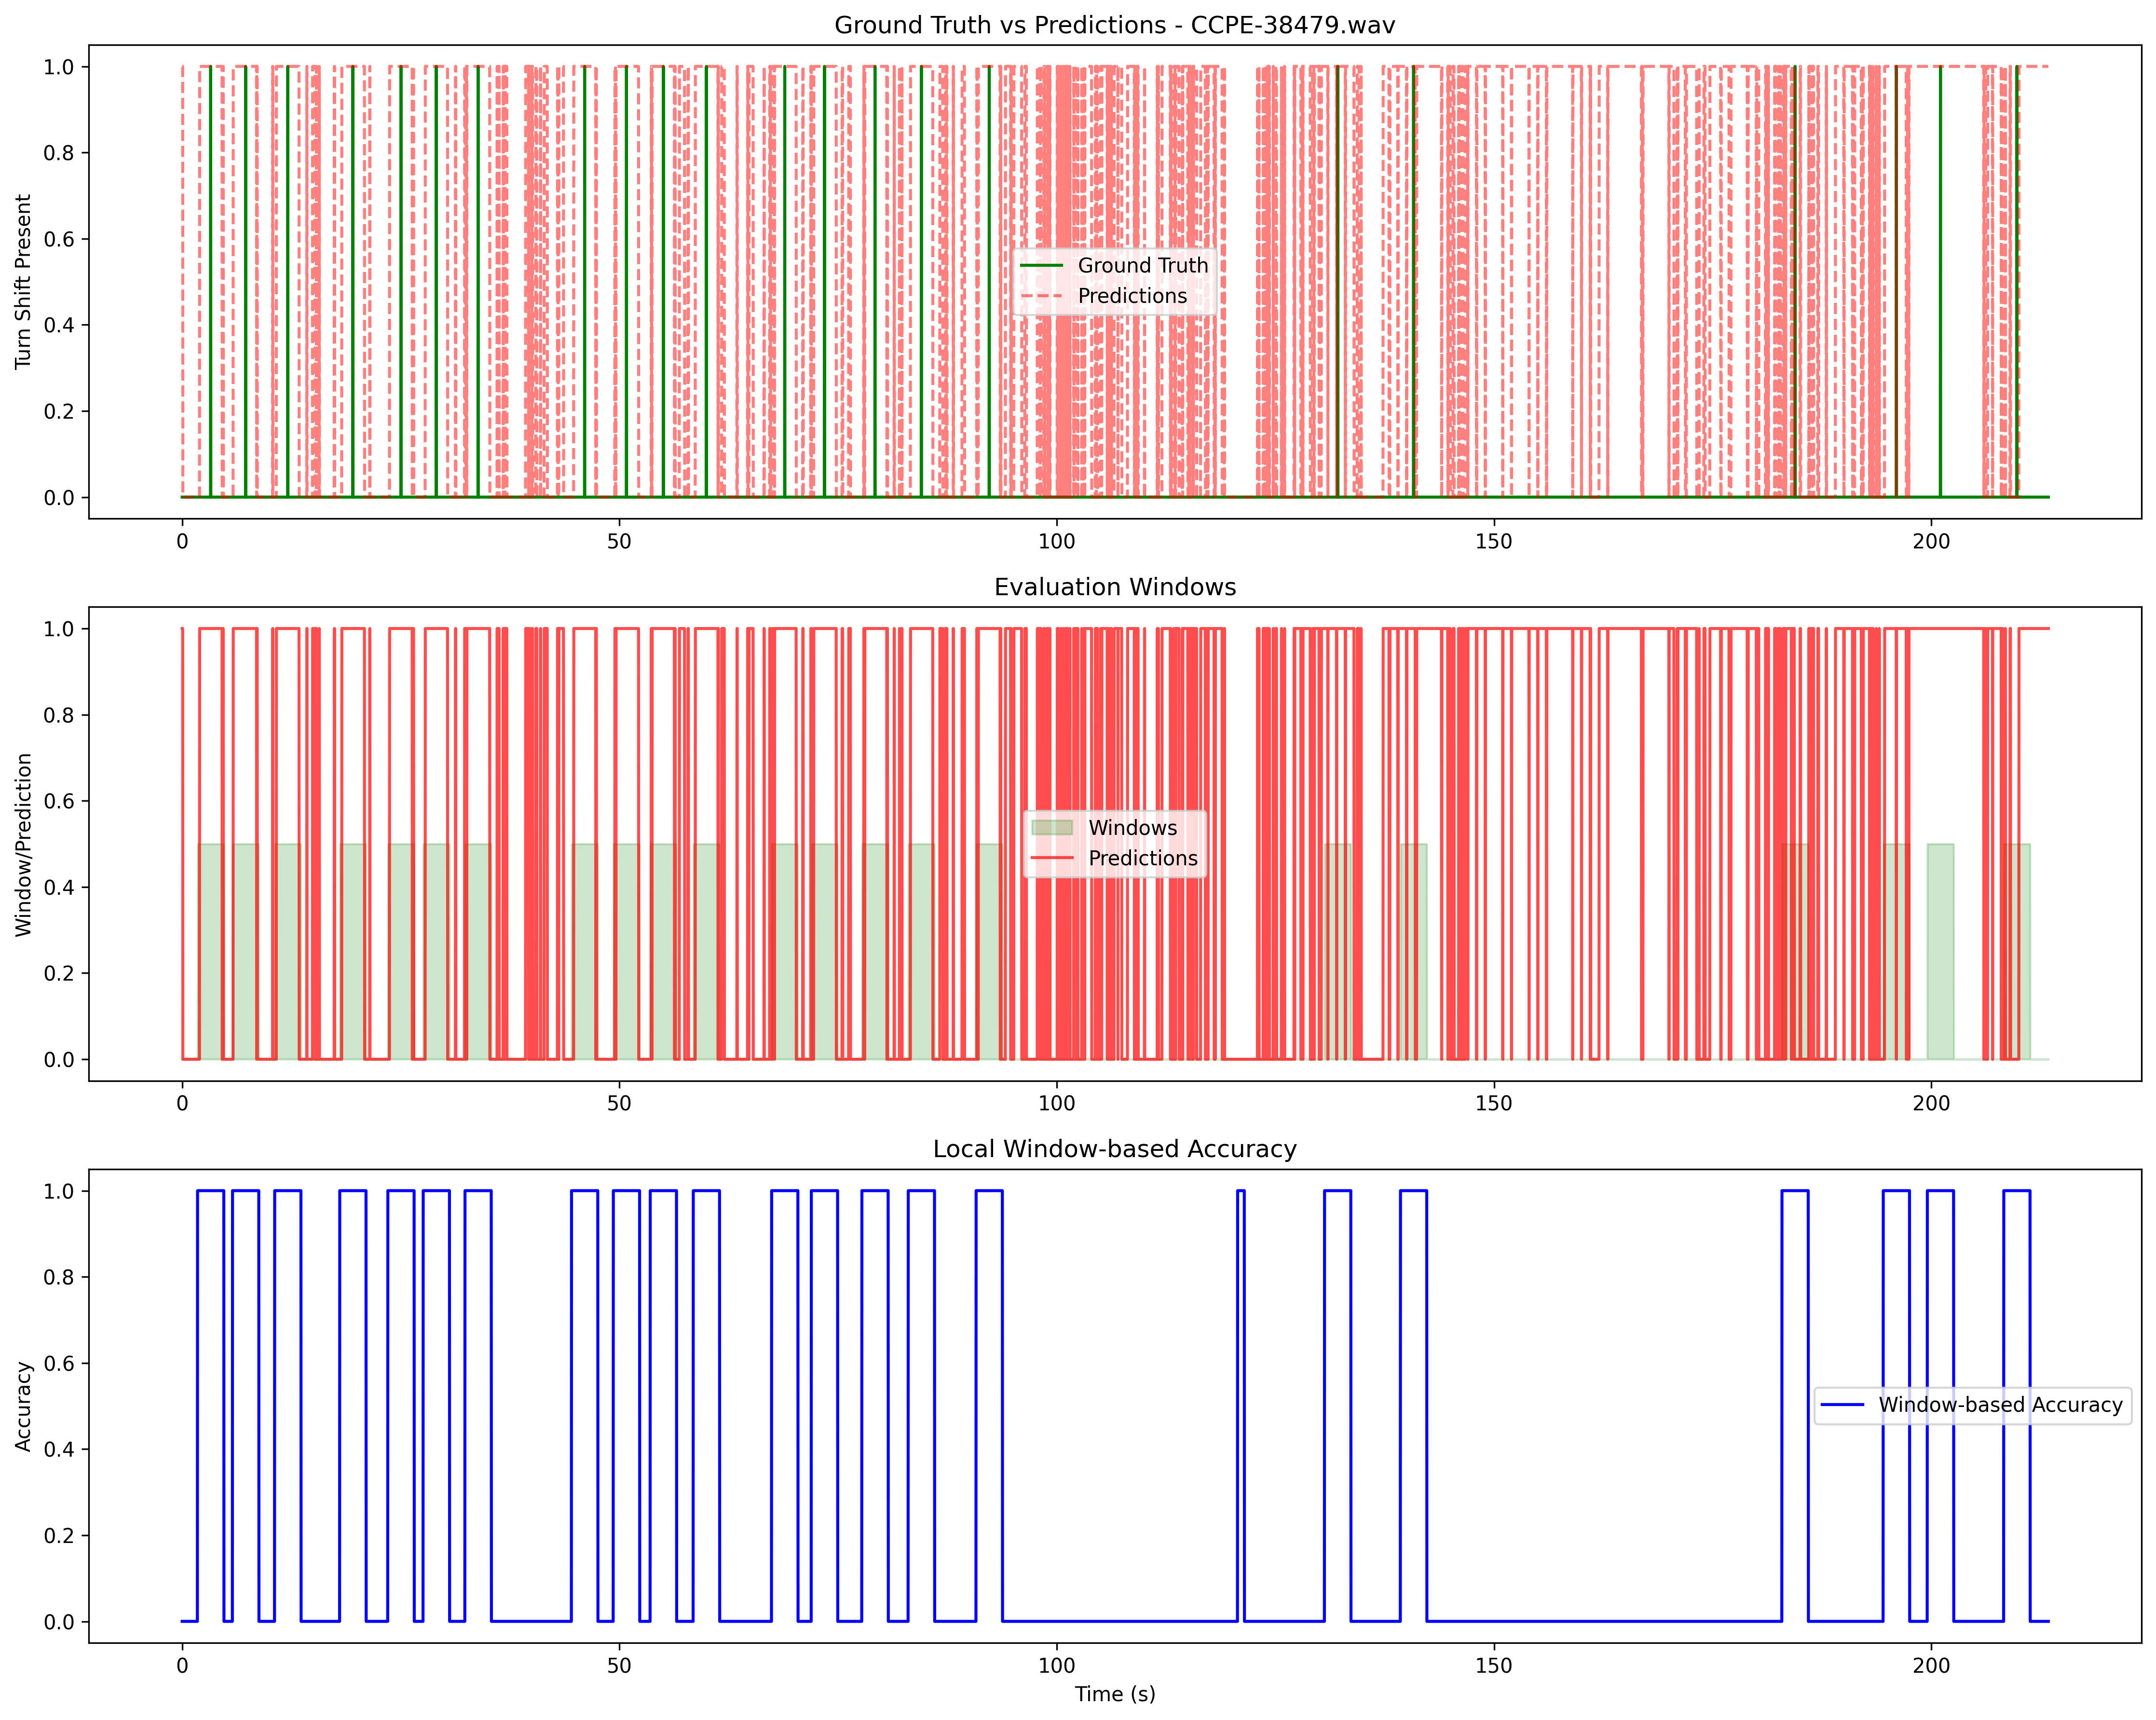 Ground Truth vs Predictions - CCPE-38479.wav
1.0
0.8
0.6
0.4
0.2
0.0
Turn Shift Present
Ground Truth
Predictions
0 50 100 150 200
Evaluation Windows
1.0
0.8
0.6
0.4
0.2
0.0
Window/Prediction
Windows
Predictions
0 50 100 150 200
Local Window-based Accuracy
1.0
0.8
0.6
0.4
0.2
0.0
Accuracy
Window-based Accuracy
0 50 100 150 200
Time (s)